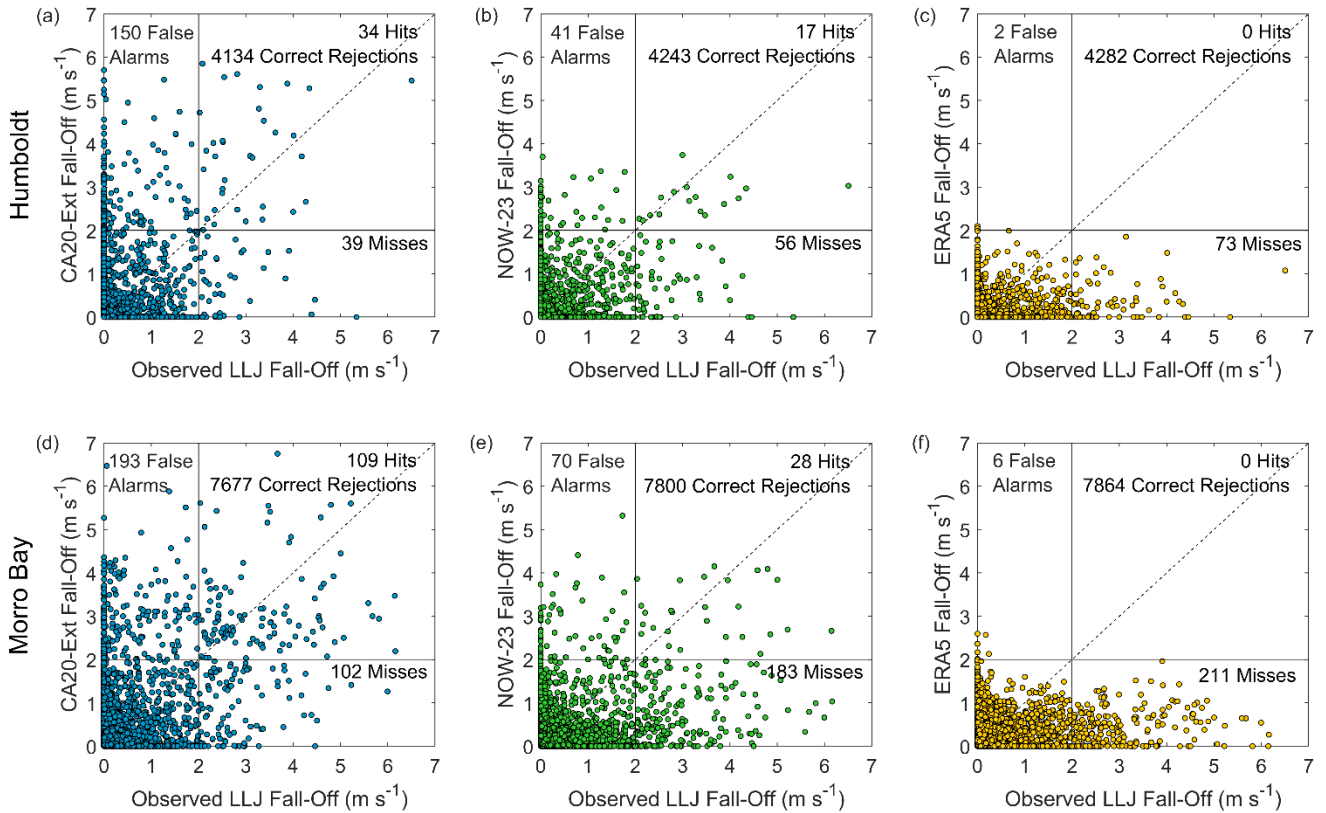 Humboldt
(a)
150 False
Alarms
34 Hits
4134 Correct Rejections
39 Misses
CA20-Ext Fall-Off (m s⁻¹)
7
6
5
4
3
2
1
0
0 1 2 3 4 5 6 7
Observed LLJ Fall-Off (m s⁻¹)
(b)
41 False
Alarms
17 Hits
4243 Correct Rejections
56 Misses
NOW-23 Fall-Off (m s⁻¹)
7
6
5
4
3
2
1
0
0 1 2 3 4 5 6 7
Observed LLJ Fall-Off (m s⁻¹)
(c)
2 False
Alarms
0 Hits
4282 Correct Rejections
73 Misses
ERA5 Fall-Off (m s⁻¹)
7
6
5
4
3
2
1
0
0 1 2 3 4 5 6 7
Observed LLJ Fall-Off (m s⁻¹)
Morro Bay
(d)
193 False
Alarms
109 Hits
7677 Correct Rejections
102 Misses
CA20-Ext Fall-Off (m s⁻¹)
7
6
5
4
3
2
1
0
0 1 2 3 4 5 6 7
Observed LLJ Fall-Off (m s⁻¹)
(e)
70 False
Alarms
28 Hits
7800 Correct Rejections
183 Misses
NOW-23 Fall-Off (m s⁻¹)
7
6
5
4
3
2
1
0
0 1 2 3 4 5 6 7
Observed LLJ Fall-Off (m s⁻¹)
(f)
6 False
Alarms
0 Hits
7864 Correct Rejections
211 Misses
ERA5 Fall-Off (m s⁻¹)
7
6
5
4
3
2
1
0
0 1 2 3 4 5 6 7
Observed LLJ Fall-Off (m s⁻¹)